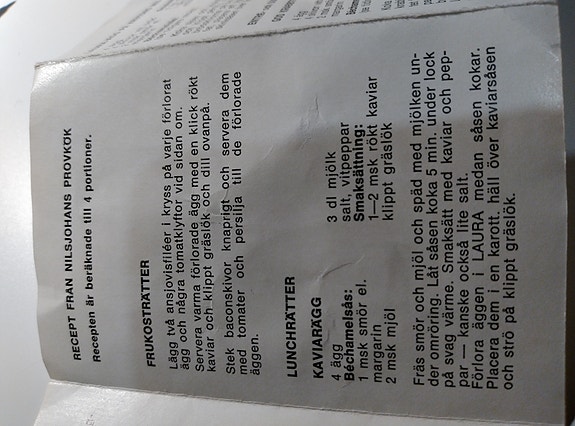 RECEPT FRAN NILSJOHANS PROVKÖK
Recepten är beräknade till 4 portioner.
FRUKOSTRÄTTER
Lägg två ansjovisfiléer i kryss på varje förlorat
ägg och några tomatklyftor vid sidan om.
Servera varma förlorade ägg med en klick rökt
kaviar och klippt gräslök och dill ovanpå.
Stek baconskivor knaprigt och servera dem
med tomater och persilja till de förlorade
äggen.
LUNCHRÄTTER
KAVIARÄGG
4 ägg
Béchamelsås:
1 msk smör el.
margarin
2 msk mjöl
3 dl mjölk
salt, vitpeppar
Smaksättning:
1—2 msk rökt kaviar
klippt gräslök
Fräs smör och mjöl och späd med mjölken un-
der omröring. Låt såsen koka 5 min. under lock
på svag värme. Smaksätt med kaviar och pep-
par — kanske också lite salt.
Förlora äggen i LAURA medan såsen kokar.
Placera dem i en karott, häll över kaviarsåsen
och strö på klippt gräslök.